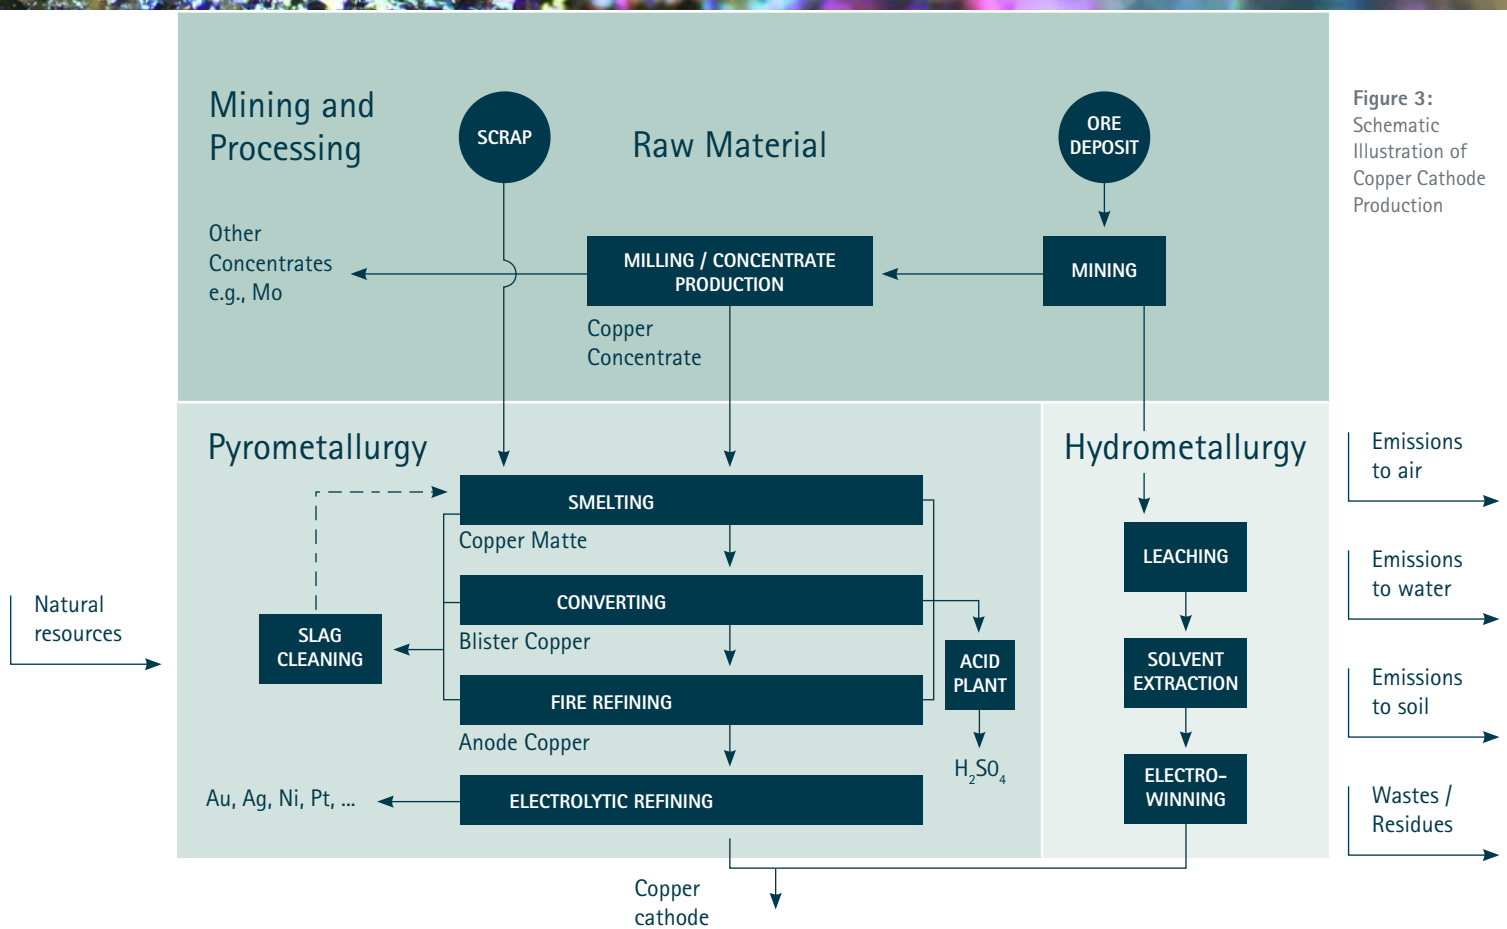 Mining and
Processing
SCRAP
Raw Material
ORE
DEPOSIT
Figure 3:
Schematic
Illustration of
Copper Cathode
Production
Other
Concentrates
e.g., Mo
MILLING / CONCENTRATE
PRODUCTION
MINING
Copper
Concentrate
Pyrometallurgy
Hydrometallurgy
Emissions
to air
SMELTING
Copper Matte
LEACHING
Emissions
to water
Natural
resources
CONVERTING
Blister Copper
SLAG
CLEANING
ACID
PLANT
SOLVENT
EXTRACTION
Emissions
to soil
FIRE REFINING
Anode Copper
H₂SO₄
Au, Ag, Ni, Pt, ...
ELECTROLYTIC REFINING
ELECTRO-
WINNING
Wastes /
Residues
Copper
cathode